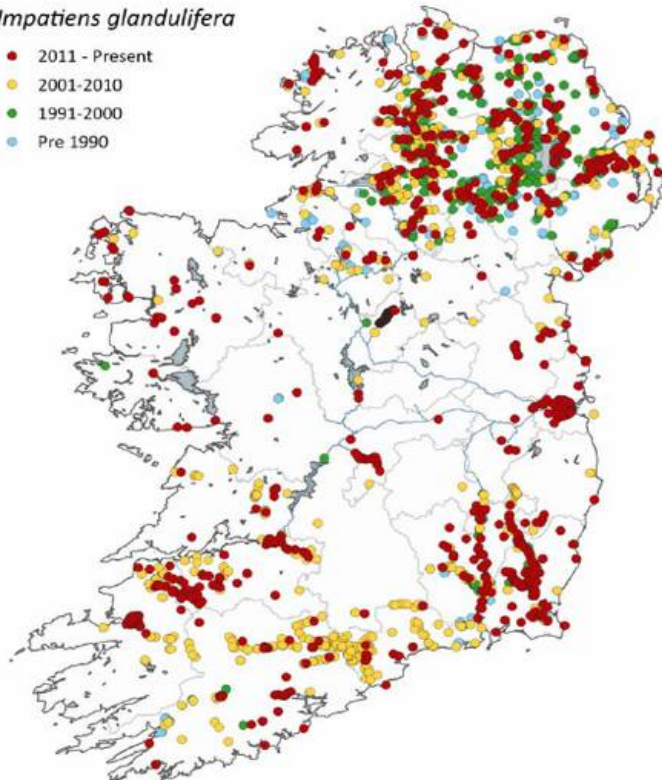 Impatiens glandulifera
2011 - Present
2001-2010
1991-2000
Pre 1990